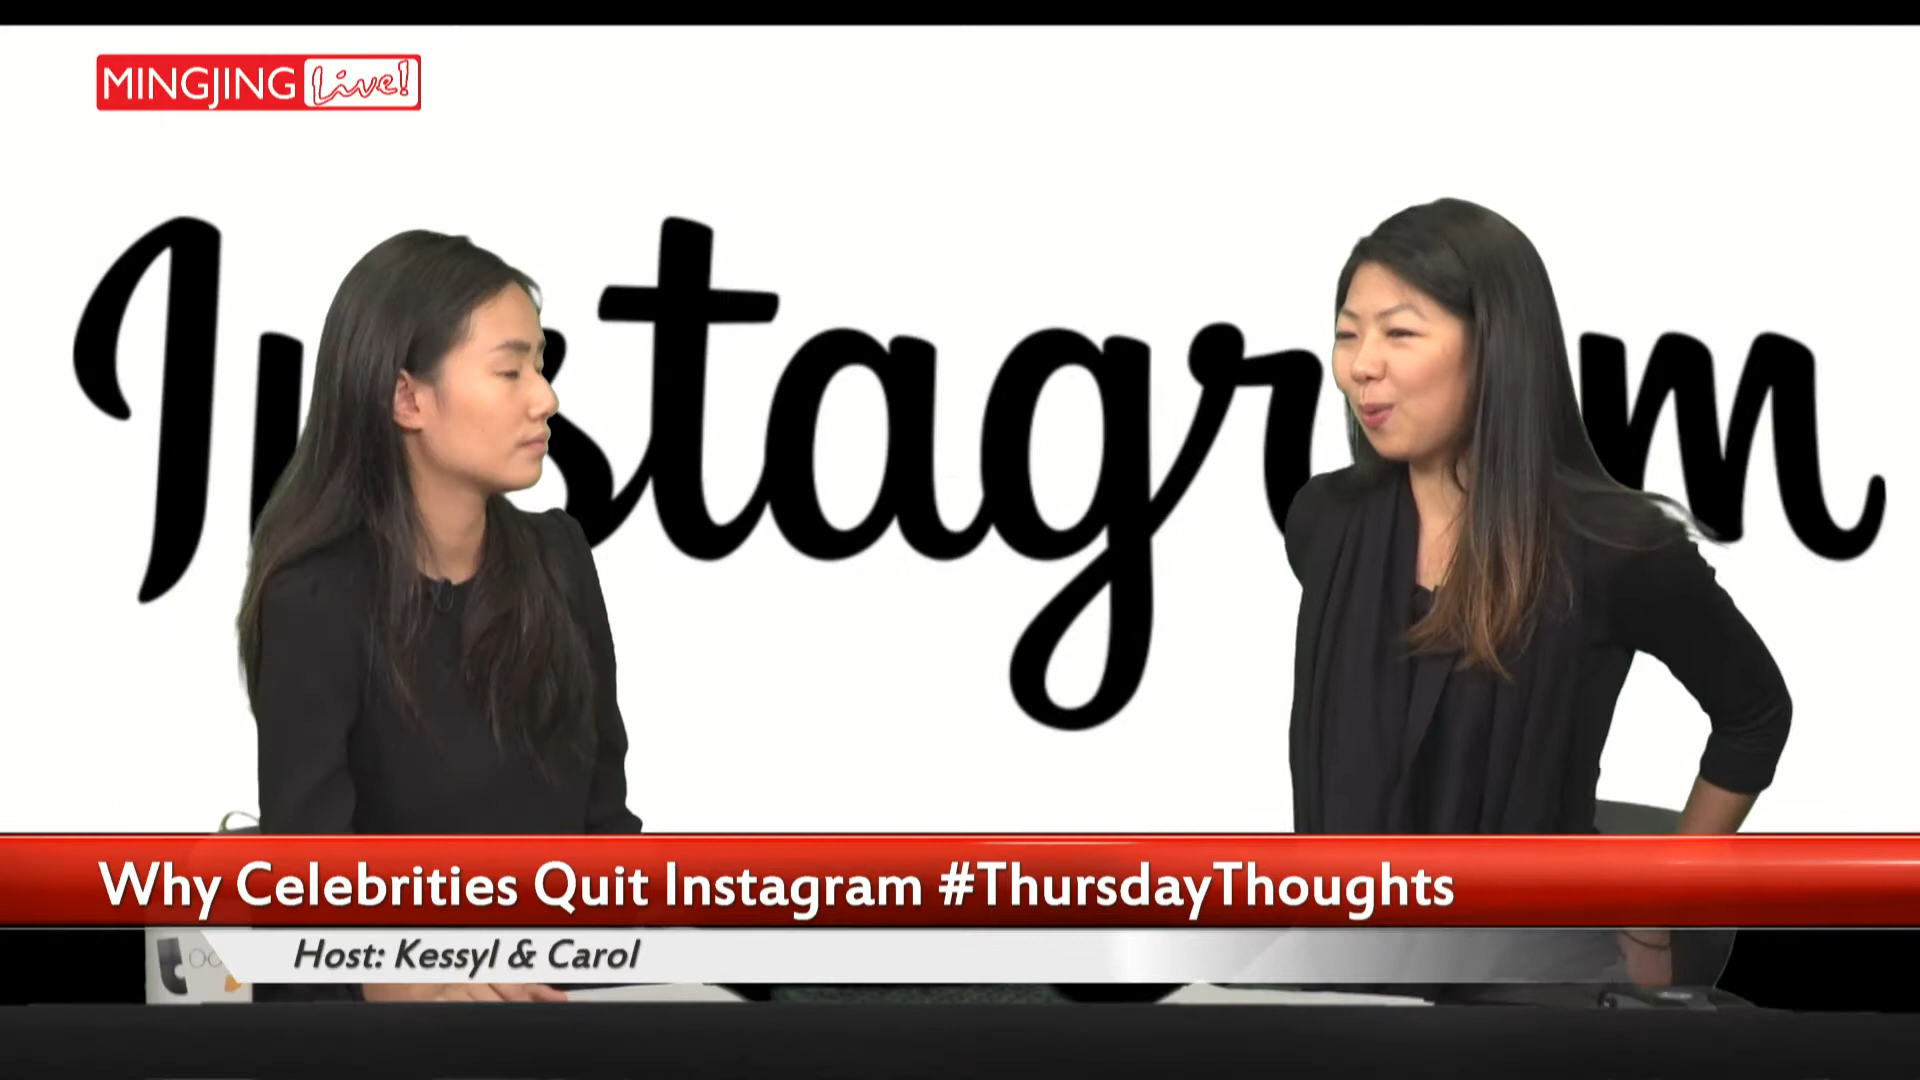 MINGJING Live!
Instagram
Why Celebrities Quit Instagram #ThursdayThoughts
Host: Kessyl & Carol